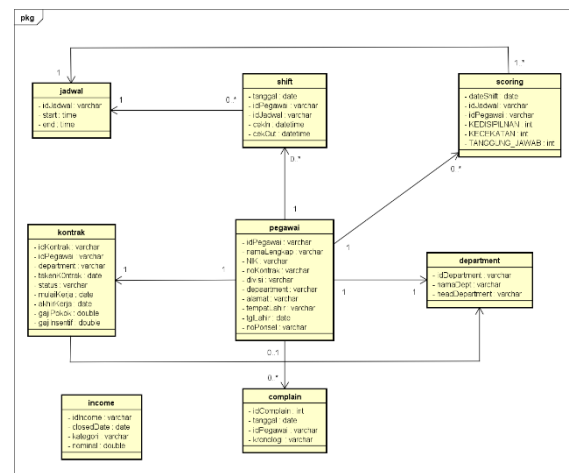 pkg
jadwal
- idJadwal : varchar
- start : time
- end : time
shift
- tanggal : date
- idPegawai : varchar
- idJadwal : varchar
- cekIn : datetime
- cekOut : datetime
scoring
- dateShift : date
- idJadwal : varchar
- idPegawai : varchar
- KEDISIPILNAN : int
- KECEKATAN : int
- TANGGUNG_JAWAB : int
1
1..*
1
0..*
0..*
0..*
1
1
kontrak
- idKontrak : varchar
- idPegawai : varchar
- department : varchar
- tekenKOntrak : date
- status : varchar
- mulaiKerja : date
- akhirKerja : date
- gajiPokok : double
- gajiInsentif : double
pegawai
- idPegawai : varchar
- namaLengkap : varchar
- NIK : varchar
- noKontrak : varchar
- divisi : varchar
- department : varchar
- alamat : varchar
- tempatLahir : varchar
- tglLahir : date
- noPonsel : varchar
department
- idDepartment : varchar
- namaDept : varchar
- headDepartment : varchar
1
1
1
1
1
0..1
0..*
income
- idIncome : varchar
- closedDate : date
- kategori : varchar
- nominal : double
complain
- idComplain : int
- tanggal : date
- idPegawai : varchar
- kronologi : varchar